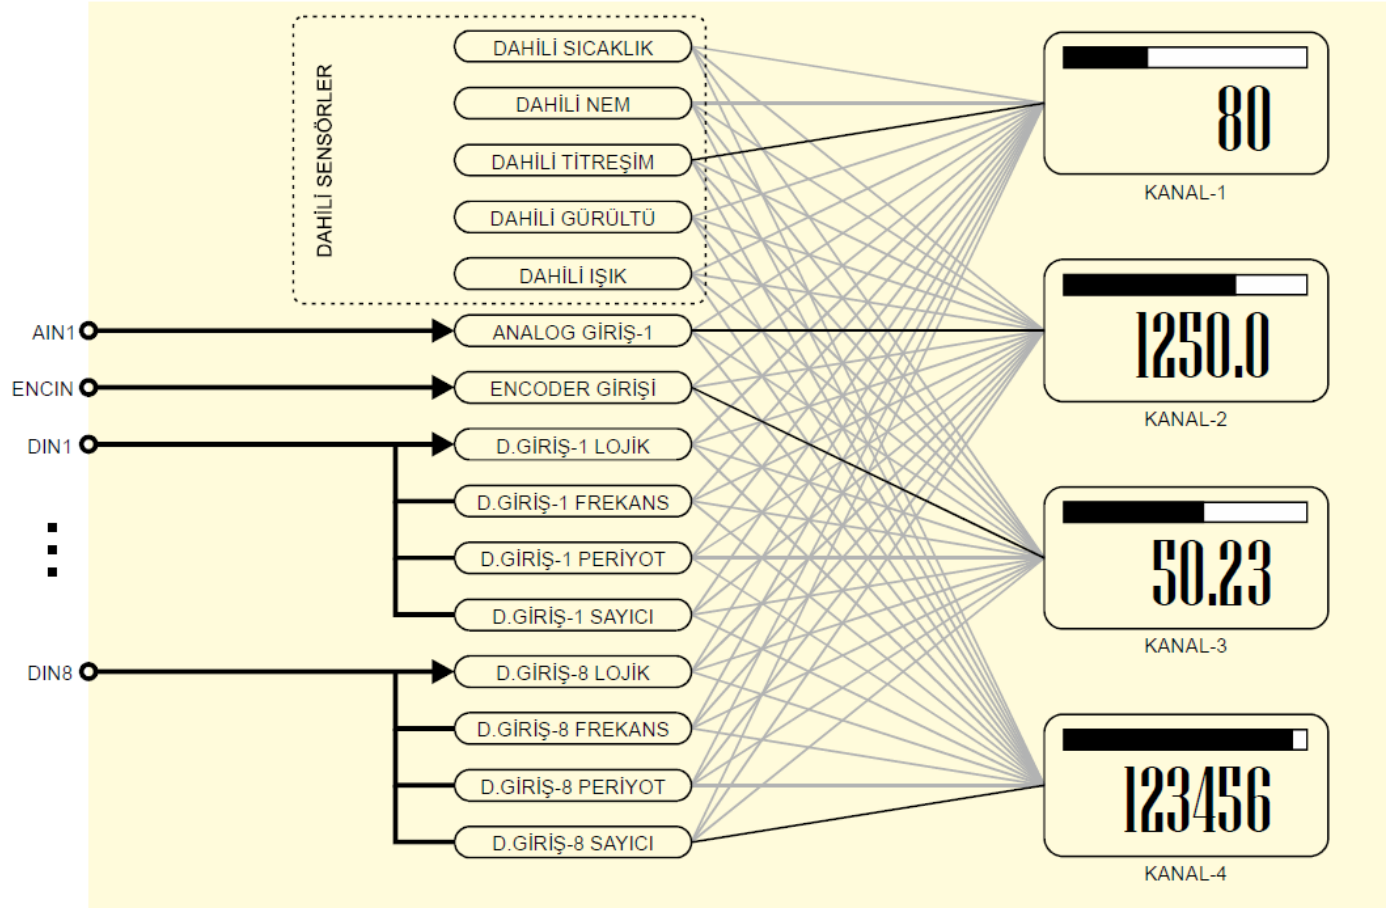 DAHİLİ SENSÖRLER
DAHİLİ SICAKLIK
DAHİLİ NEM
DAHİLİ TİTREŞİM
DAHİLİ GÜRÜLTÜ
DAHİLİ IŞIK
AIN1
ANALOG GİRİŞ-1
ENCIN
ENCODER GİRİŞİ
DIN1
D.GİRİŞ-1 LOJİK
D.GİRİŞ-1 FREKANS
D.GİRİŞ-1 PERİYOT
D.GİRİŞ-1 SAYICI
DIN8
D.GİRİŞ-8 LOJİK
D.GİRİŞ-8 FREKANS
D.GİRİŞ-8 PERİYOT
D.GİRİŞ-8 SAYICI
80
KANAL-1
1250.0
KANAL-2
50.23
KANAL-3
123456
KANAL-4